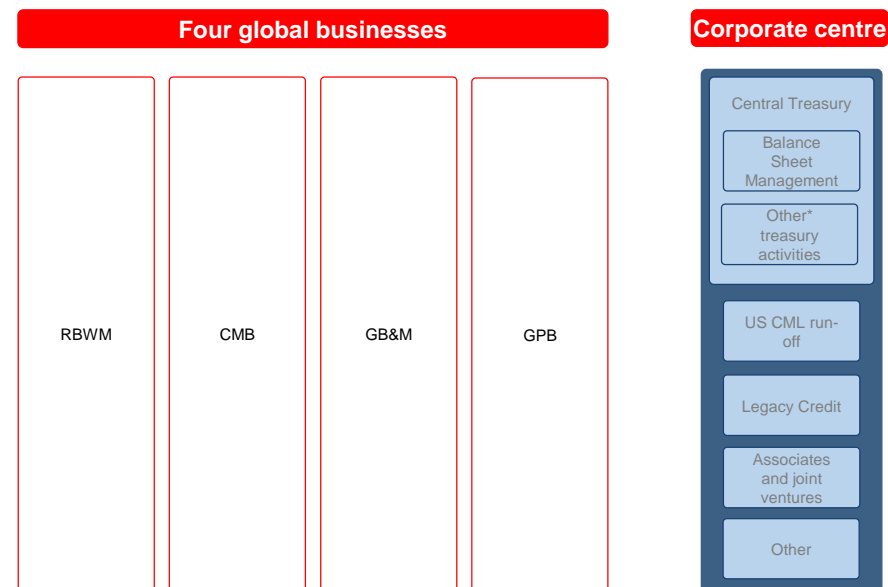 Four global businesses
Corporate centre
RBWM
CMB
GB&M
GPB
Central Treasury
Balance
Sheet
Management
Other*
treasury
activities
US CML run-
off
Legacy Credit
Associates
and joint
ventures
Other